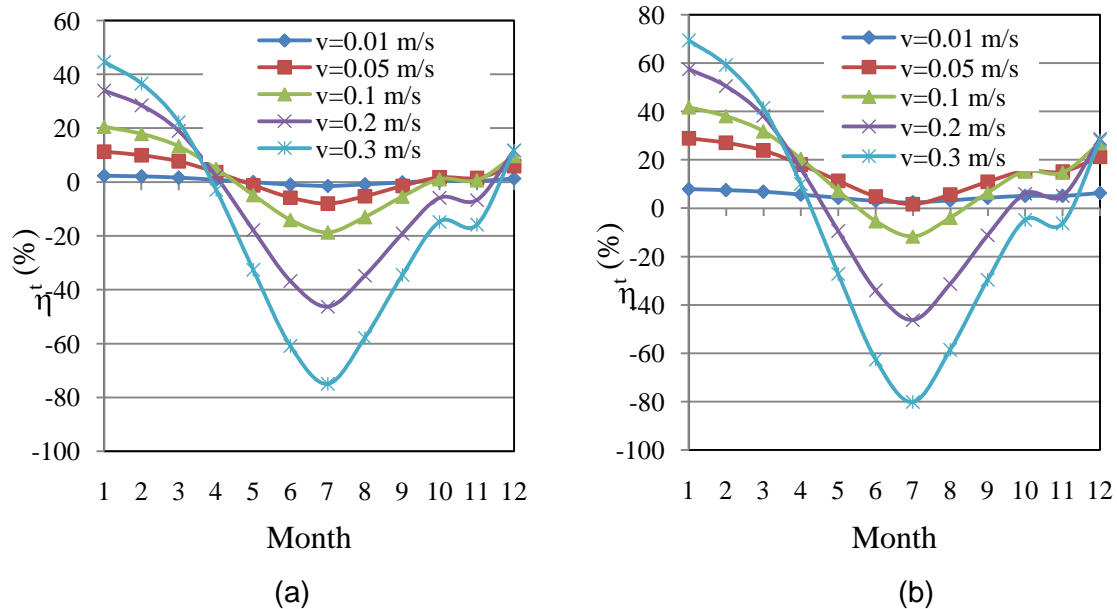 60
40
20
0
-20
-40
-60
-80
-100
η^t (%)
v=0.01 m/s
v=0.05 m/s
v=0.1 m/s
v=0.2 m/s
v=0.3 m/s
1 2 3 4 5 6 7 8 9 10 11 12
Month
(a)
80
60
40
20
0
-20
-40
-60
-80
-100
η^t (%)
v=0.01 m/s
v=0.05 m/s
v=0.1 m/s
v=0.2 m/s
v=0.3 m/s
1 2 3 4 5 6 7 8 9 10 11 12
Month
(b)